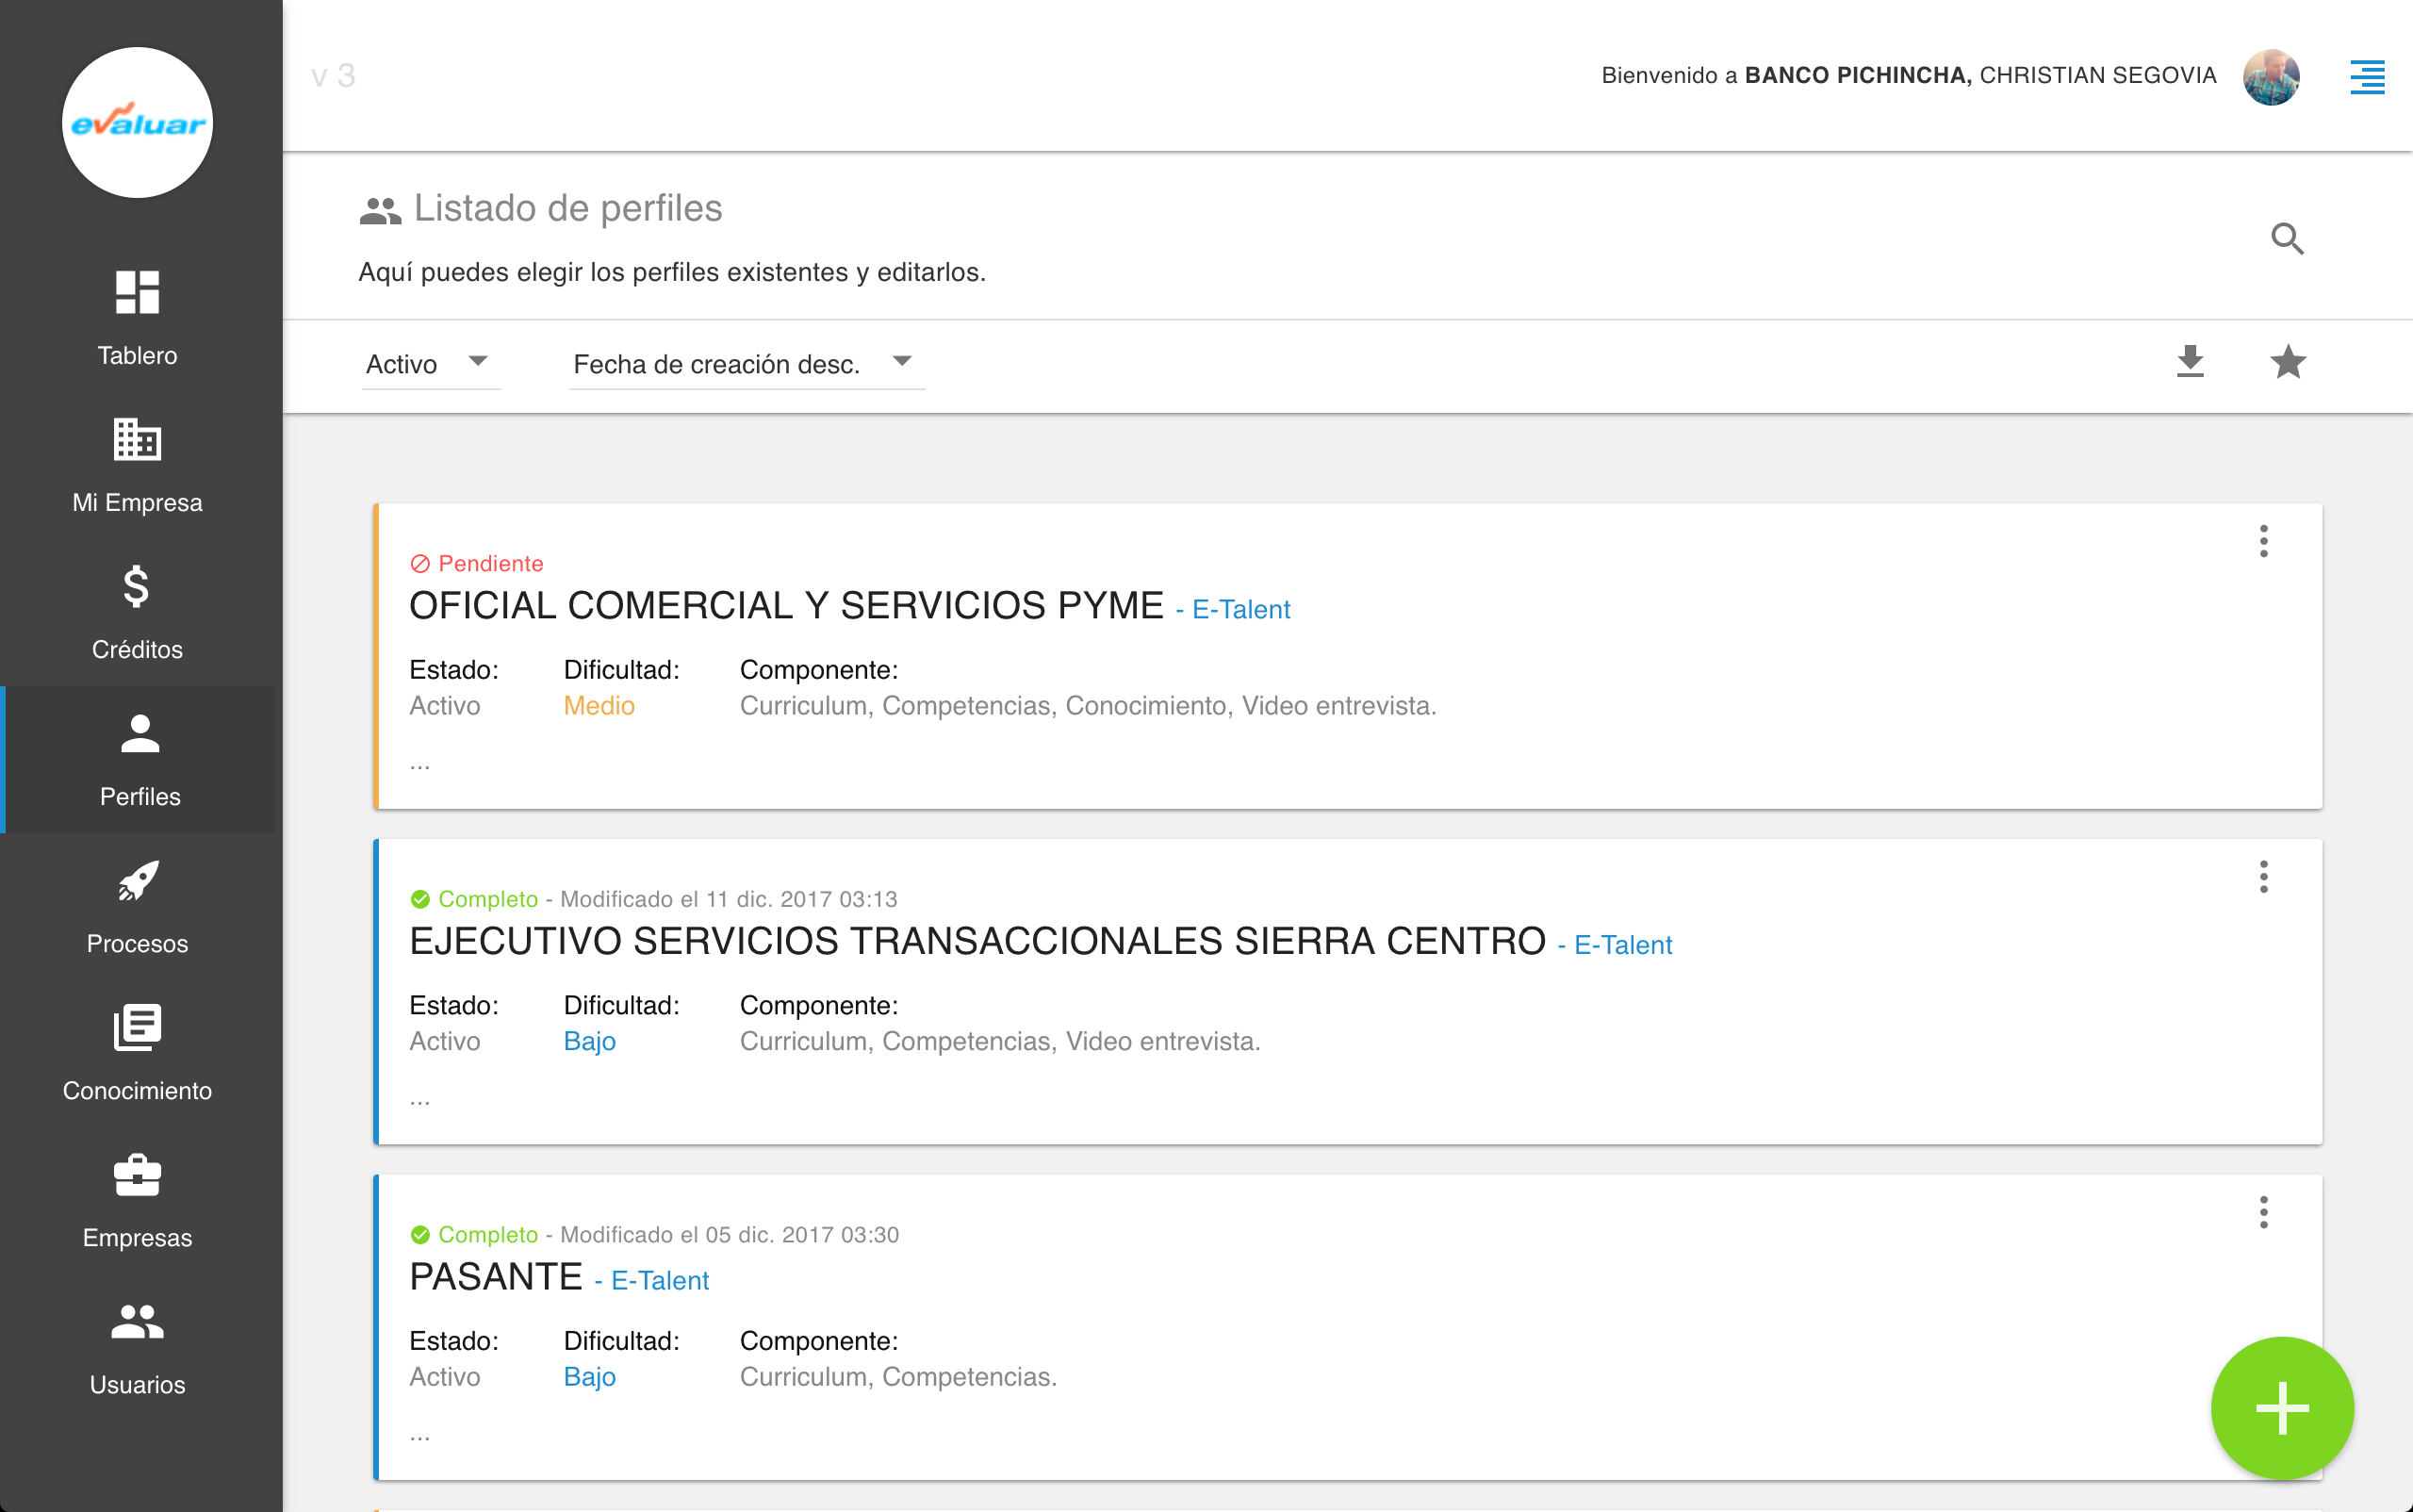 evaluar
v 3
Bienvenido a BANCO PICHINCHA, CHRISTIAN SEGOVIA
Tablero
Mi Empresa
Créditos
Perfiles
Procesos
Conocimiento
Empresas
Usuarios
Listado de perfiles
Aquí puedes elegir los perfiles existentes y editarlos.
Activo Fecha de creación desc.
Pendiente
OFICIAL COMERCIAL Y SERVICIOS PYME - E-Talent
Estado: Dificultad: Componente:
Activo Medio Curriculum, Competencias, Conocimiento, Video entrevista.
...
Completo - Modificado el 11 dic. 2017 03:13
EJECUTIVO SERVICIOS TRANSACCIONALES SIERRA CENTRO - E-Talent
Estado: Dificultad: Componente:
Activo Bajo Curriculum, Competencias, Video entrevista.
...
Completo - Modificado el 05 dic. 2017 03:30
PASANTE - E-Talent
Estado: Dificultad: Componente:
Activo Bajo Curriculum, Competencias.
...